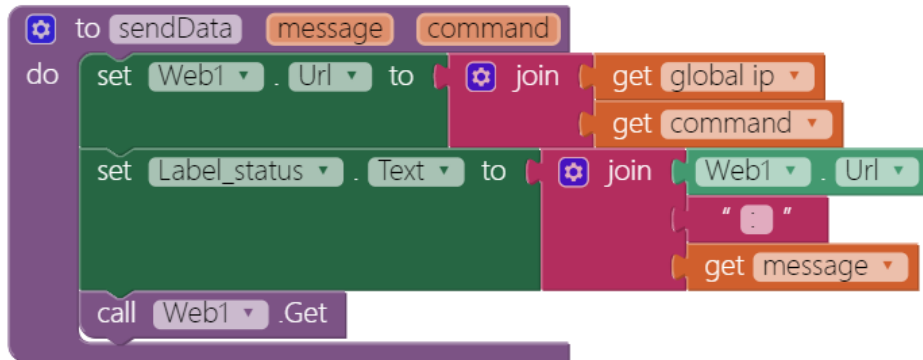 to sendData message command
do set Web1 . Url to join get global ip
get command
set Label_status . Text to join Web1 . Url
" : "
get message
call Web1 .Get